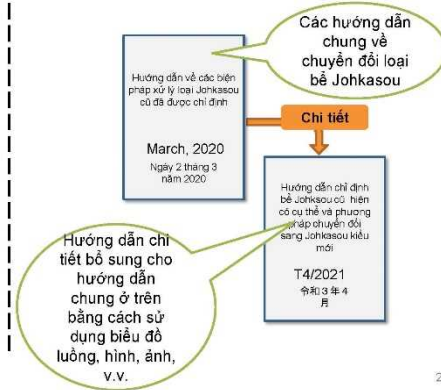 Các hướng dẫn
chung về
chuyển đổi loại
bể Johkasou
Hướng dẫn về các biện
pháp xử lý loại Johkasou
cũ đã được chỉ định
March, 2020
Ngày 2 tháng 3
năm 2020
Chi tiết
Hướng dẫn chỉ định
bể Johksou cũ hiện
có cụ thể và phương
pháp chuyển đổi
sang Johkasou kiểu
mới
T4/2021
令和3年4
月
Hướng dẫn chi
tiết bổ sung cho
hướng dẫn
chung ở trên
bằng cách sử
dụng biểu đồ
luồng, hình, ảnh,
v.v.
2